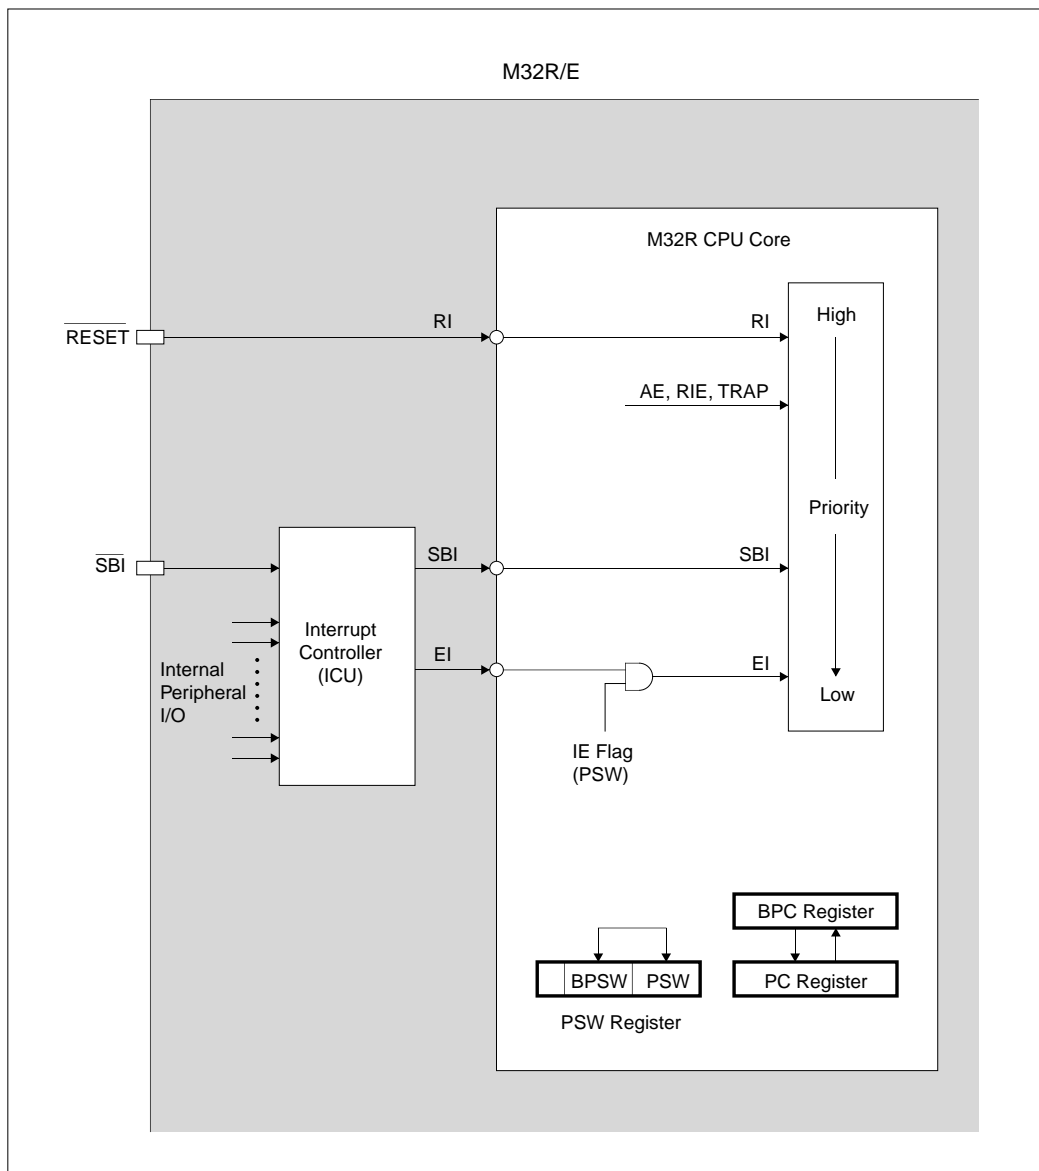 M32R/E
M32R CPU Core
High
RI
RI
RESET
AE, RIE, TRAP
Priority
SBI
SBI
SBI
Interrupt
Controller
(ICU)
EI
EI
Internal
Peripheral
I/O
Low
IE Flag
(PSW)
BPC Register
BPSW
PSW
PC Register
PSW Register